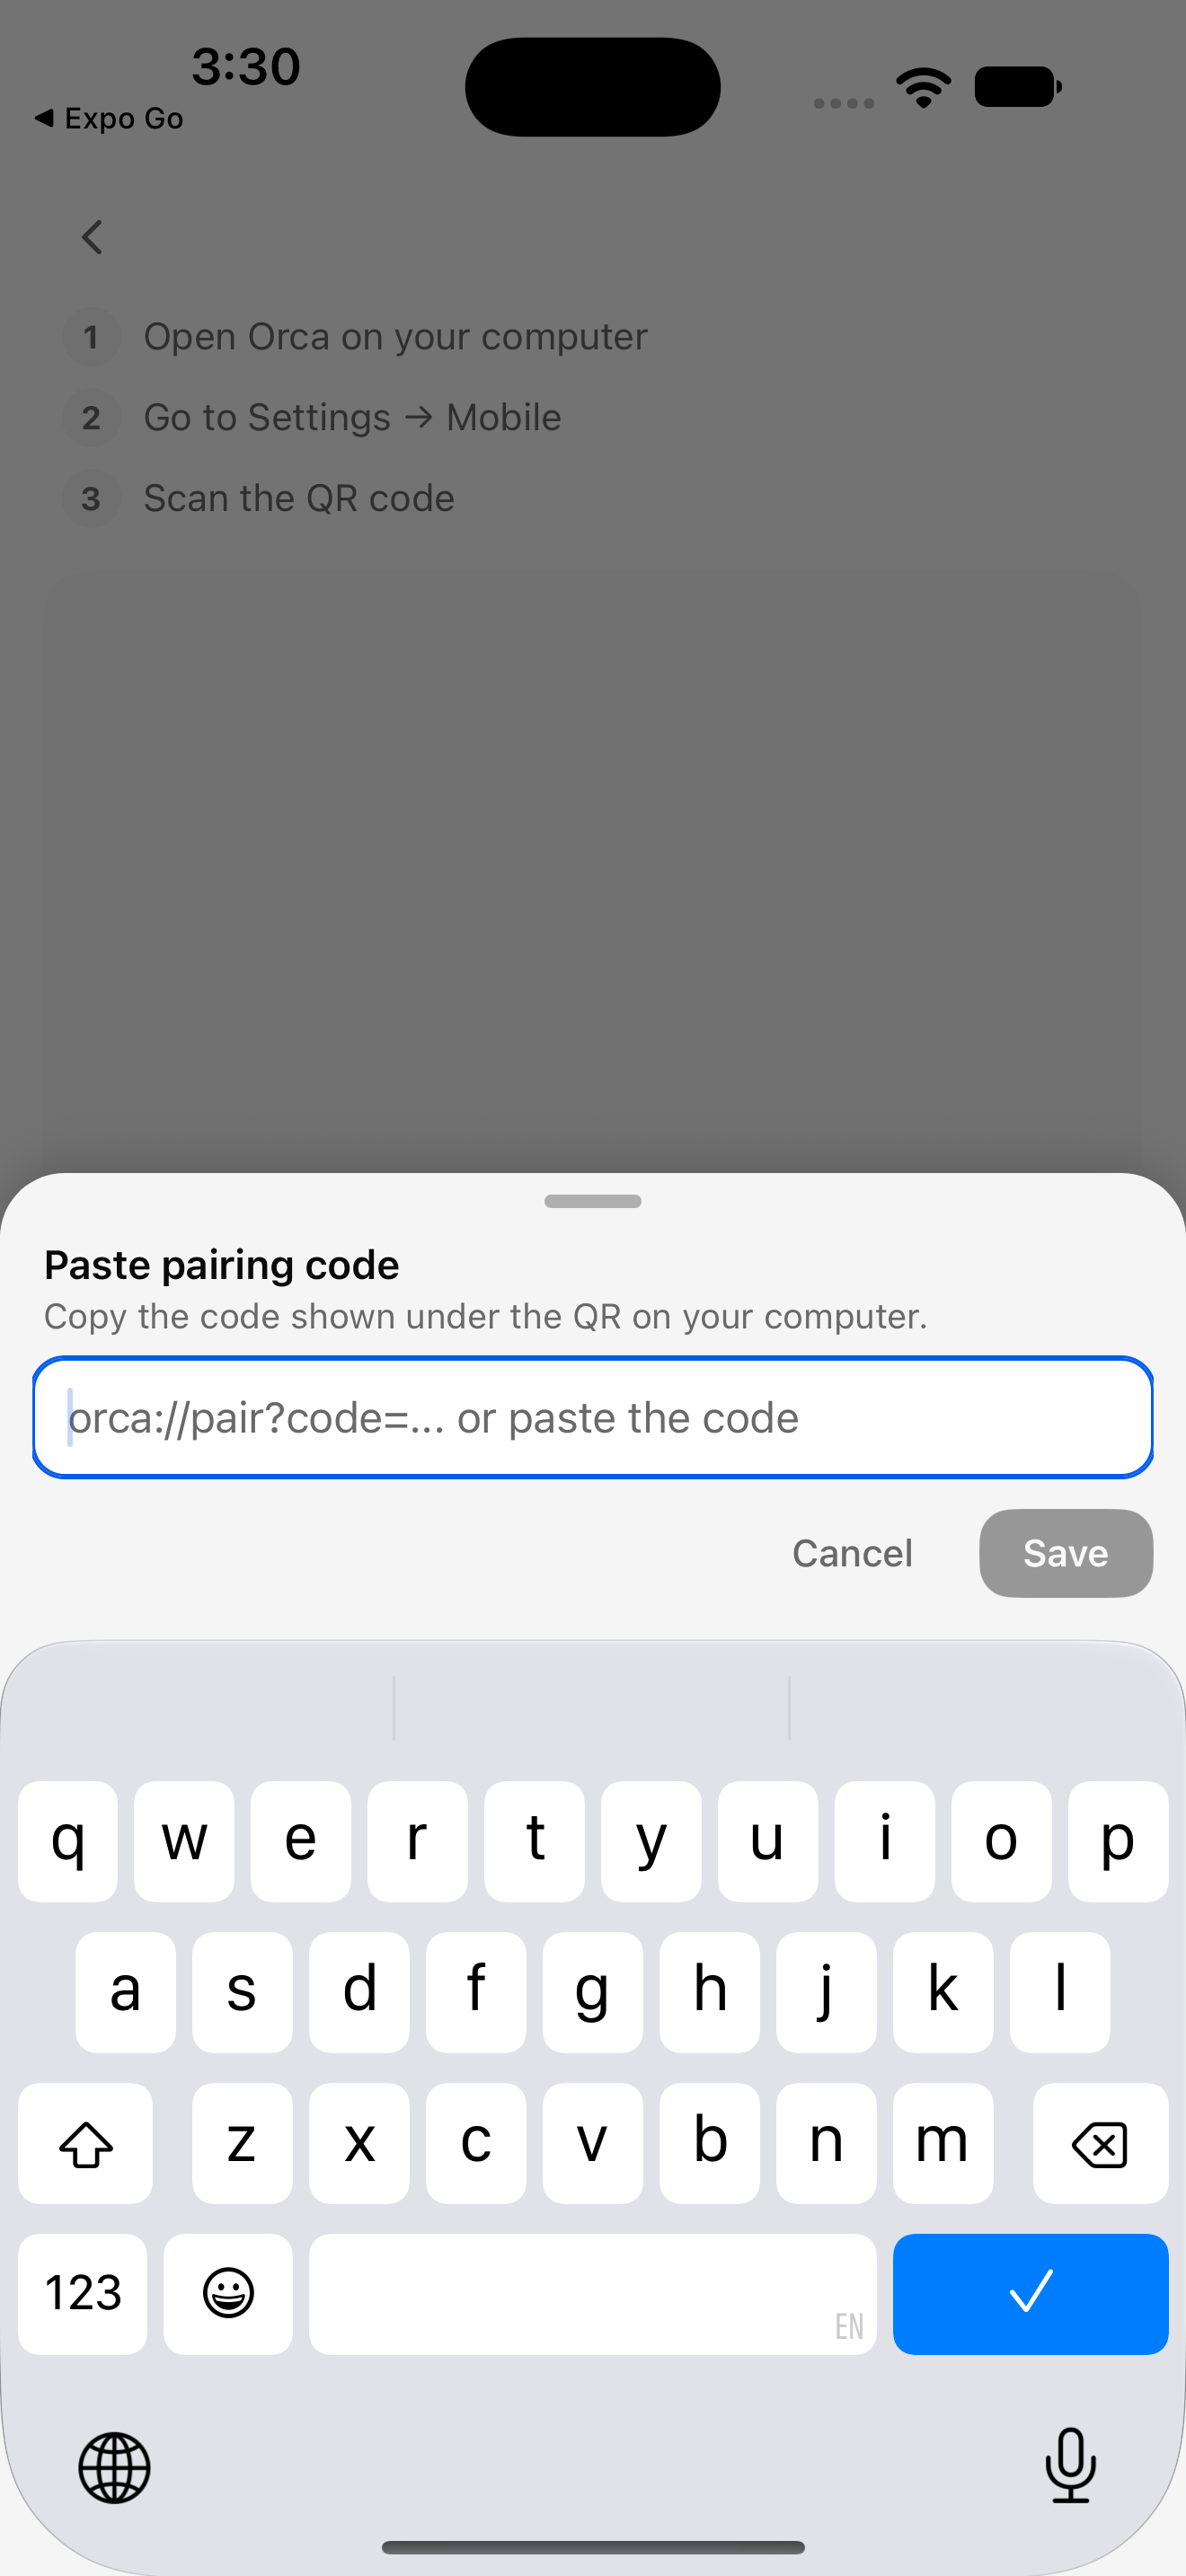 3:30
Expo Go
1 Open Orca on your computer
2 Go to Settings → Mobile
3 Scan the QR code
Paste pairing code
Copy the code shown under the QR on your computer.
orca://pair?code=... or paste the code
Cancel Save
q w e r t y u i o p
a s d f g h j k l
z x c v b n m
123 EN